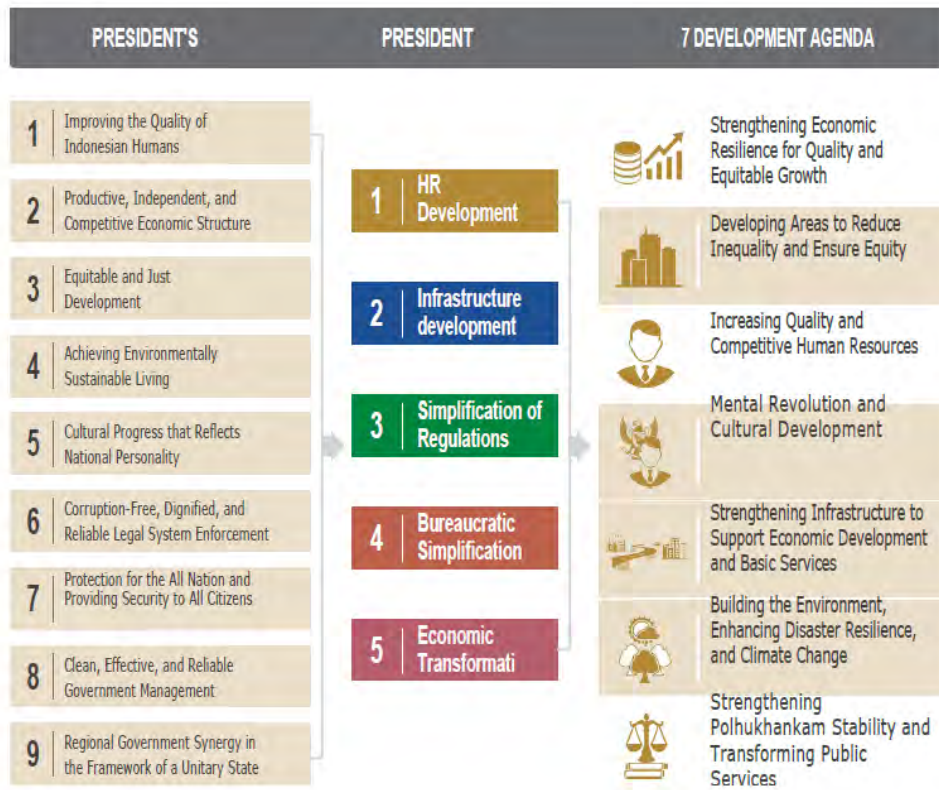 PRESIDENT'S
PRESIDENT
7 DEVELOPMENT AGENDA
1
Improving the Quality of
Indonesian Humans
2
Productive, Independent, and
Competitive Economic Structure
3
Equitable and Just
Development
4
Achieving Environmentally
Sustainable Living
5
Cultural Progress that Reflects
National Personality
6
Corruption-Free, Dignified, and
Reliable Legal System Enforcement
7
Protection for the All Nation and
Providing Security to All Citizens
8
Clean, Effective, and Reliable
Government Management
9
Regional Government Synergy in
the Framework of a Unitary State
1
HR
Development
2
Infrastructure
development
3
Simplification of
Regulations
4
Bureaucratic
Simplification
5
Economic
Transformati
Strengthening Economic
Resilience for Quality and
Equitable Growth
Developing Areas to Reduce
Inequality and Ensure Equity
Increasing Quality and
Competitive Human Resources
Mental Revolution and
Cultural Development
Strengthening Infrastructure to
Support Economic Development
and Basic Services
Building the Environment,
Enhancing Disaster Resilience,
and Climate Change
Strengthening
Polhukhankam Stability and
Transforming Public
Services